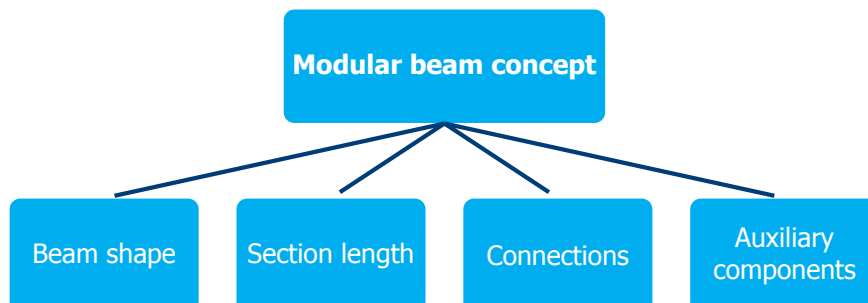 Modular beam concept
Beam shape
Section length
Connections
Auxiliary
components